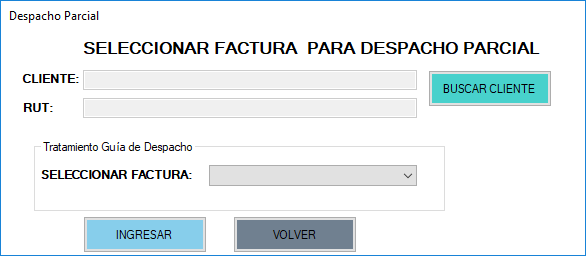 Despacho Parcial
SELECCIONAR FACTURA PARA DESPACHO PARCIAL
CLIENTE:
BUSCAR CLIENTE
RUT:
Tratamiento Guía de Despacho
SELECCIONAR FACTURA:
INGRESAR VOLVER